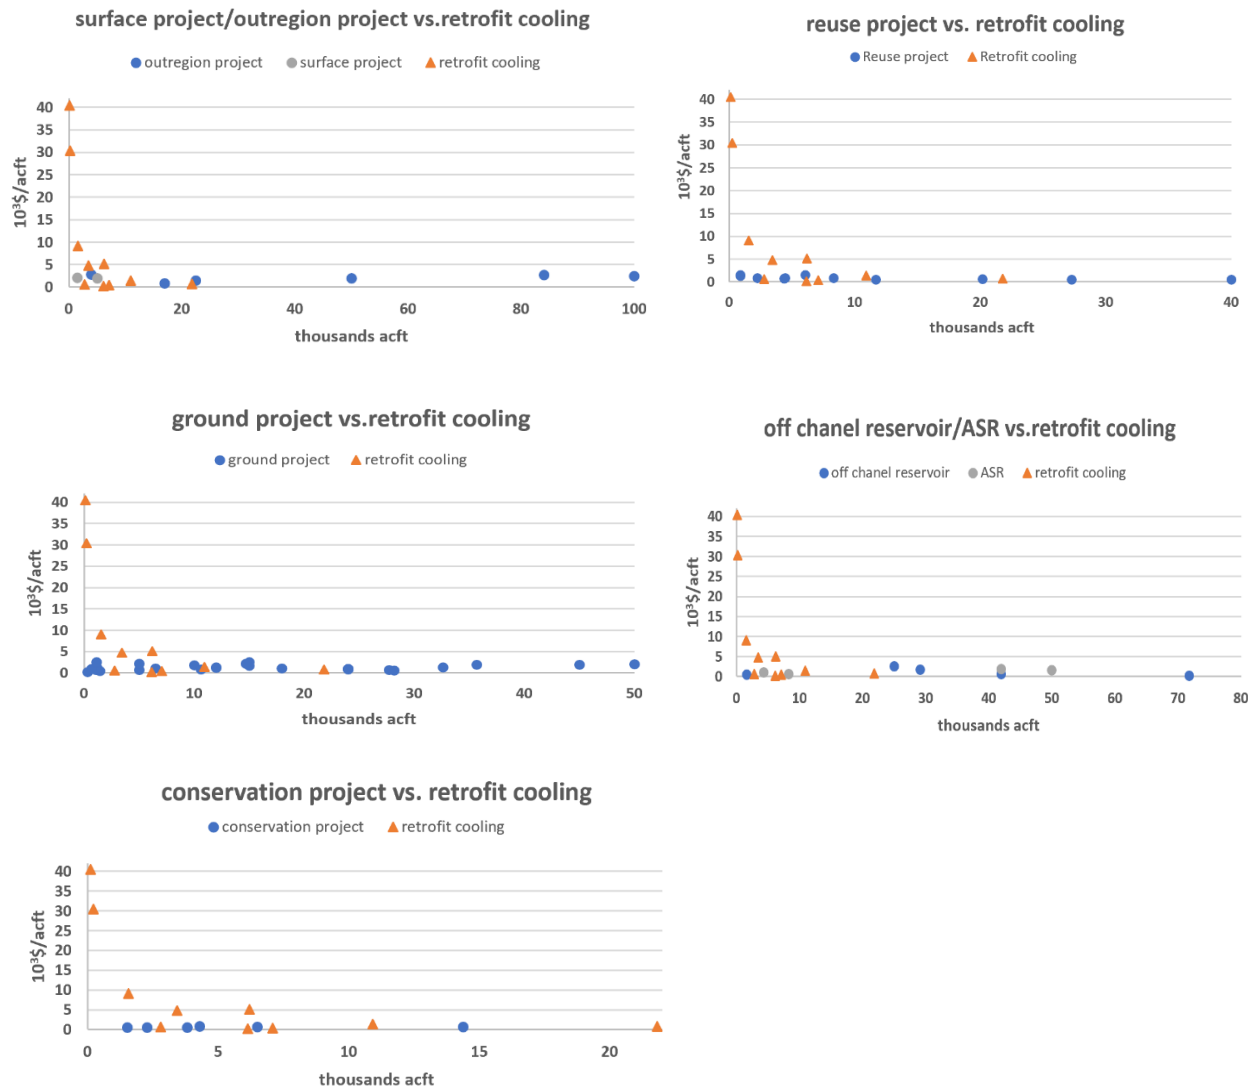 surface project/outregion project vs.retrofit cooling
outregion project surface project retrofit cooling
40
35
30
25
20
15
10
5
0
10³$/acft
0 20 40 60 80 100
thousands acft
reuse project vs. retrofit cooling
Reuse project Retrofit cooling
40
35
30
25
20
15
10
5
0
10³$/acft
0 10 20 30 40
thousands acft
ground project vs.retrofit cooling
ground project retrofit cooling
40
35
30
25
20
15
10
5
0
10³$/acft
0 10 20 30 40 50
thousands acft
off chanel reservoir/ASR vs.retrofit cooling
off chanel reservoir ASR retrofit cooling
40
35
30
25
20
15
10
5
0
10³$/acft
0 10 20 30 40 50 60 70 80
thousands acft
conservation project vs. retrofit cooling
conservation project retrofit cooling
40
35
30
25
20
15
10
5
0
10³$/acft
0 5 10 15 20
thousands acft